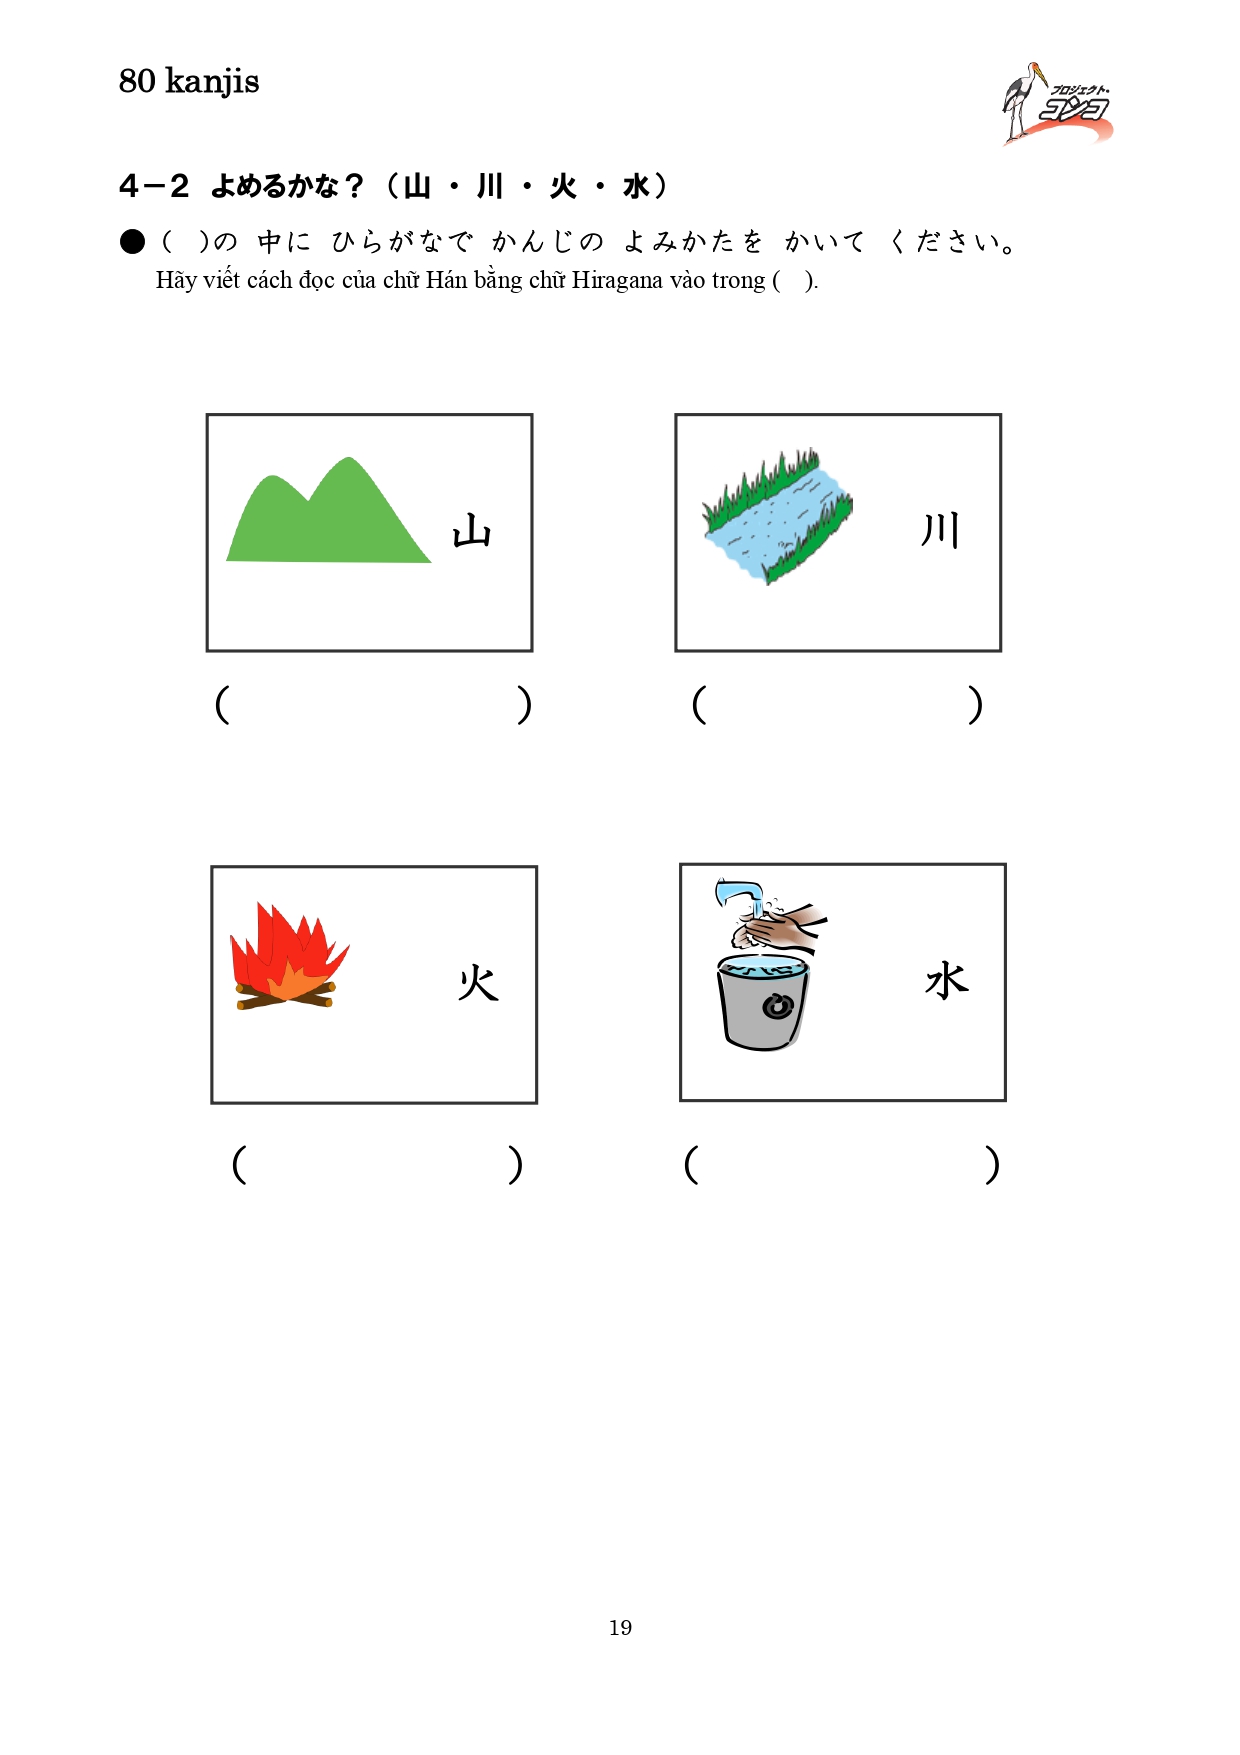 80 kanjis
プロジェクト・
コンコ
4－2 よめるかな？（山 ・ 川 ・ 火 ・ 水）
●（　）の 中に ひらがなで かんじの よみかたを かいて ください。
Hãy viết cách đọc của chữ Hán bằng chữ Hiragana vào trong (　).
山
川
(　　　)
(　　　)
火
水
(　　　)
(　　　)
19